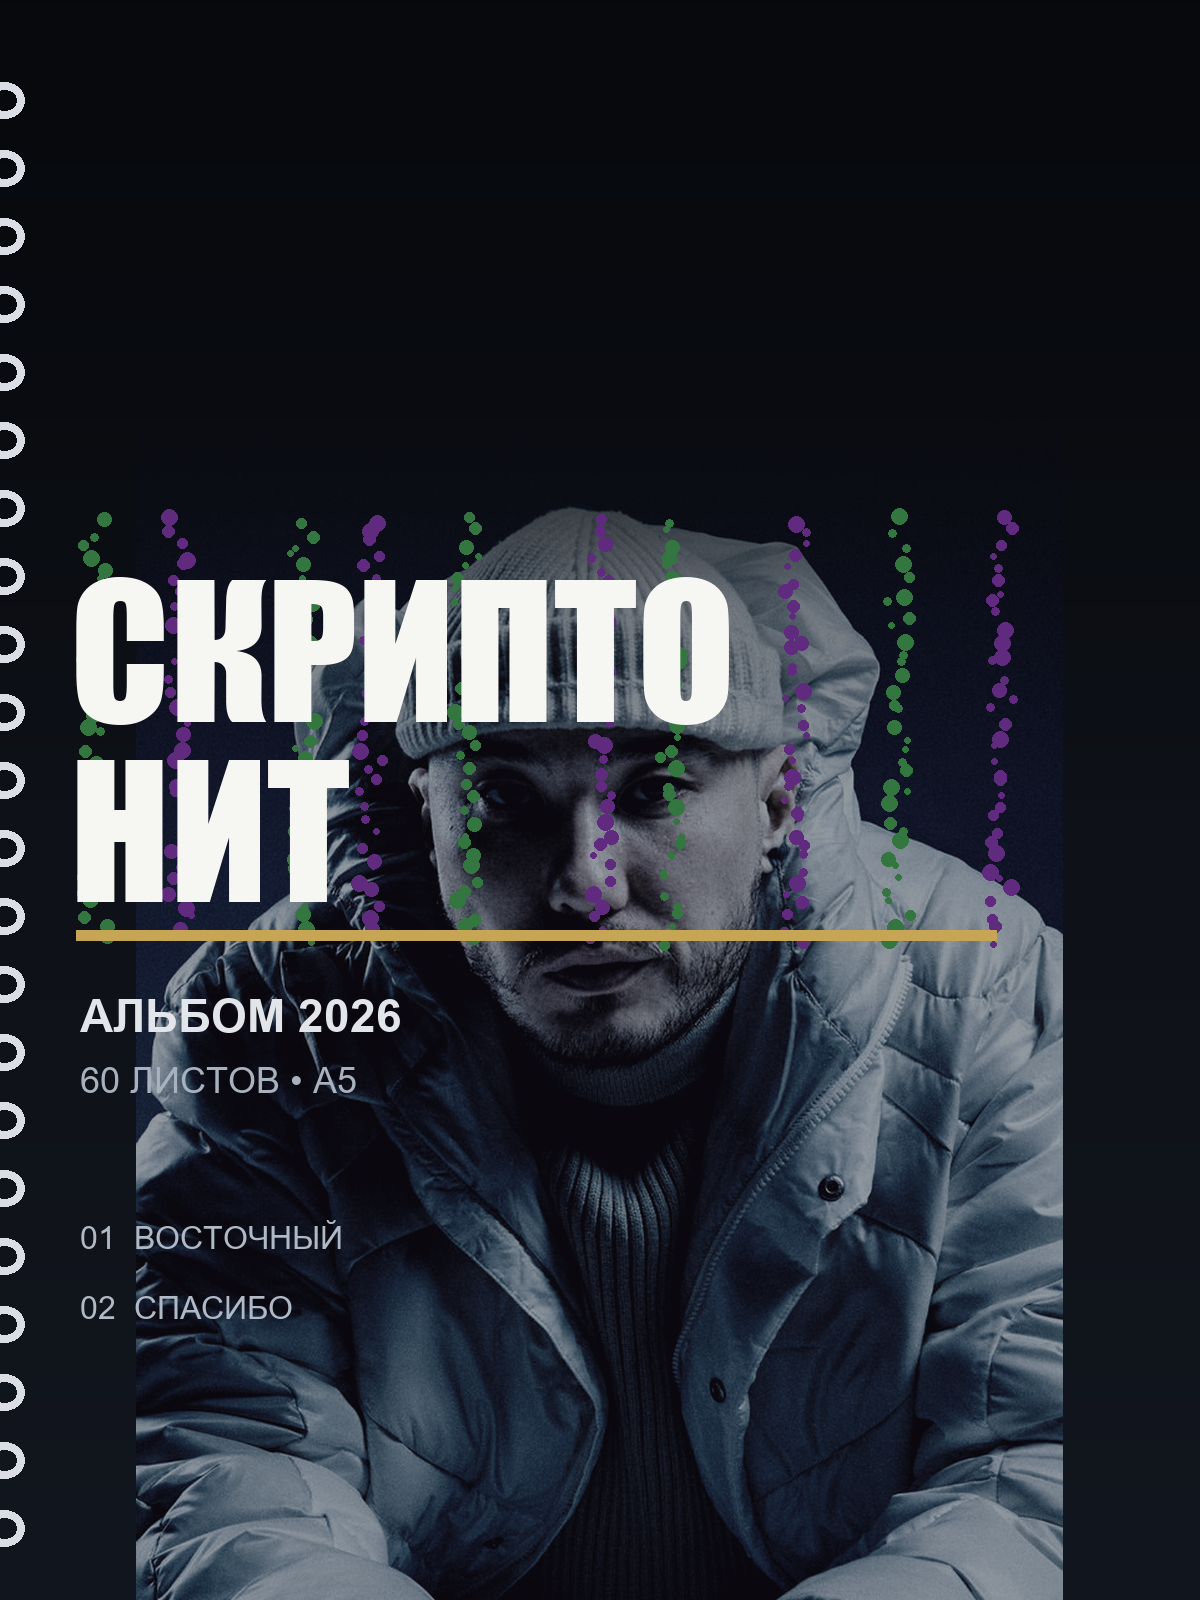 СКРИПТО
НИТ
АЛЬБОМ 2026
60 ЛИСТОВ • А5
01 ВОСТОЧНЫЙ
02 СПАСИБО